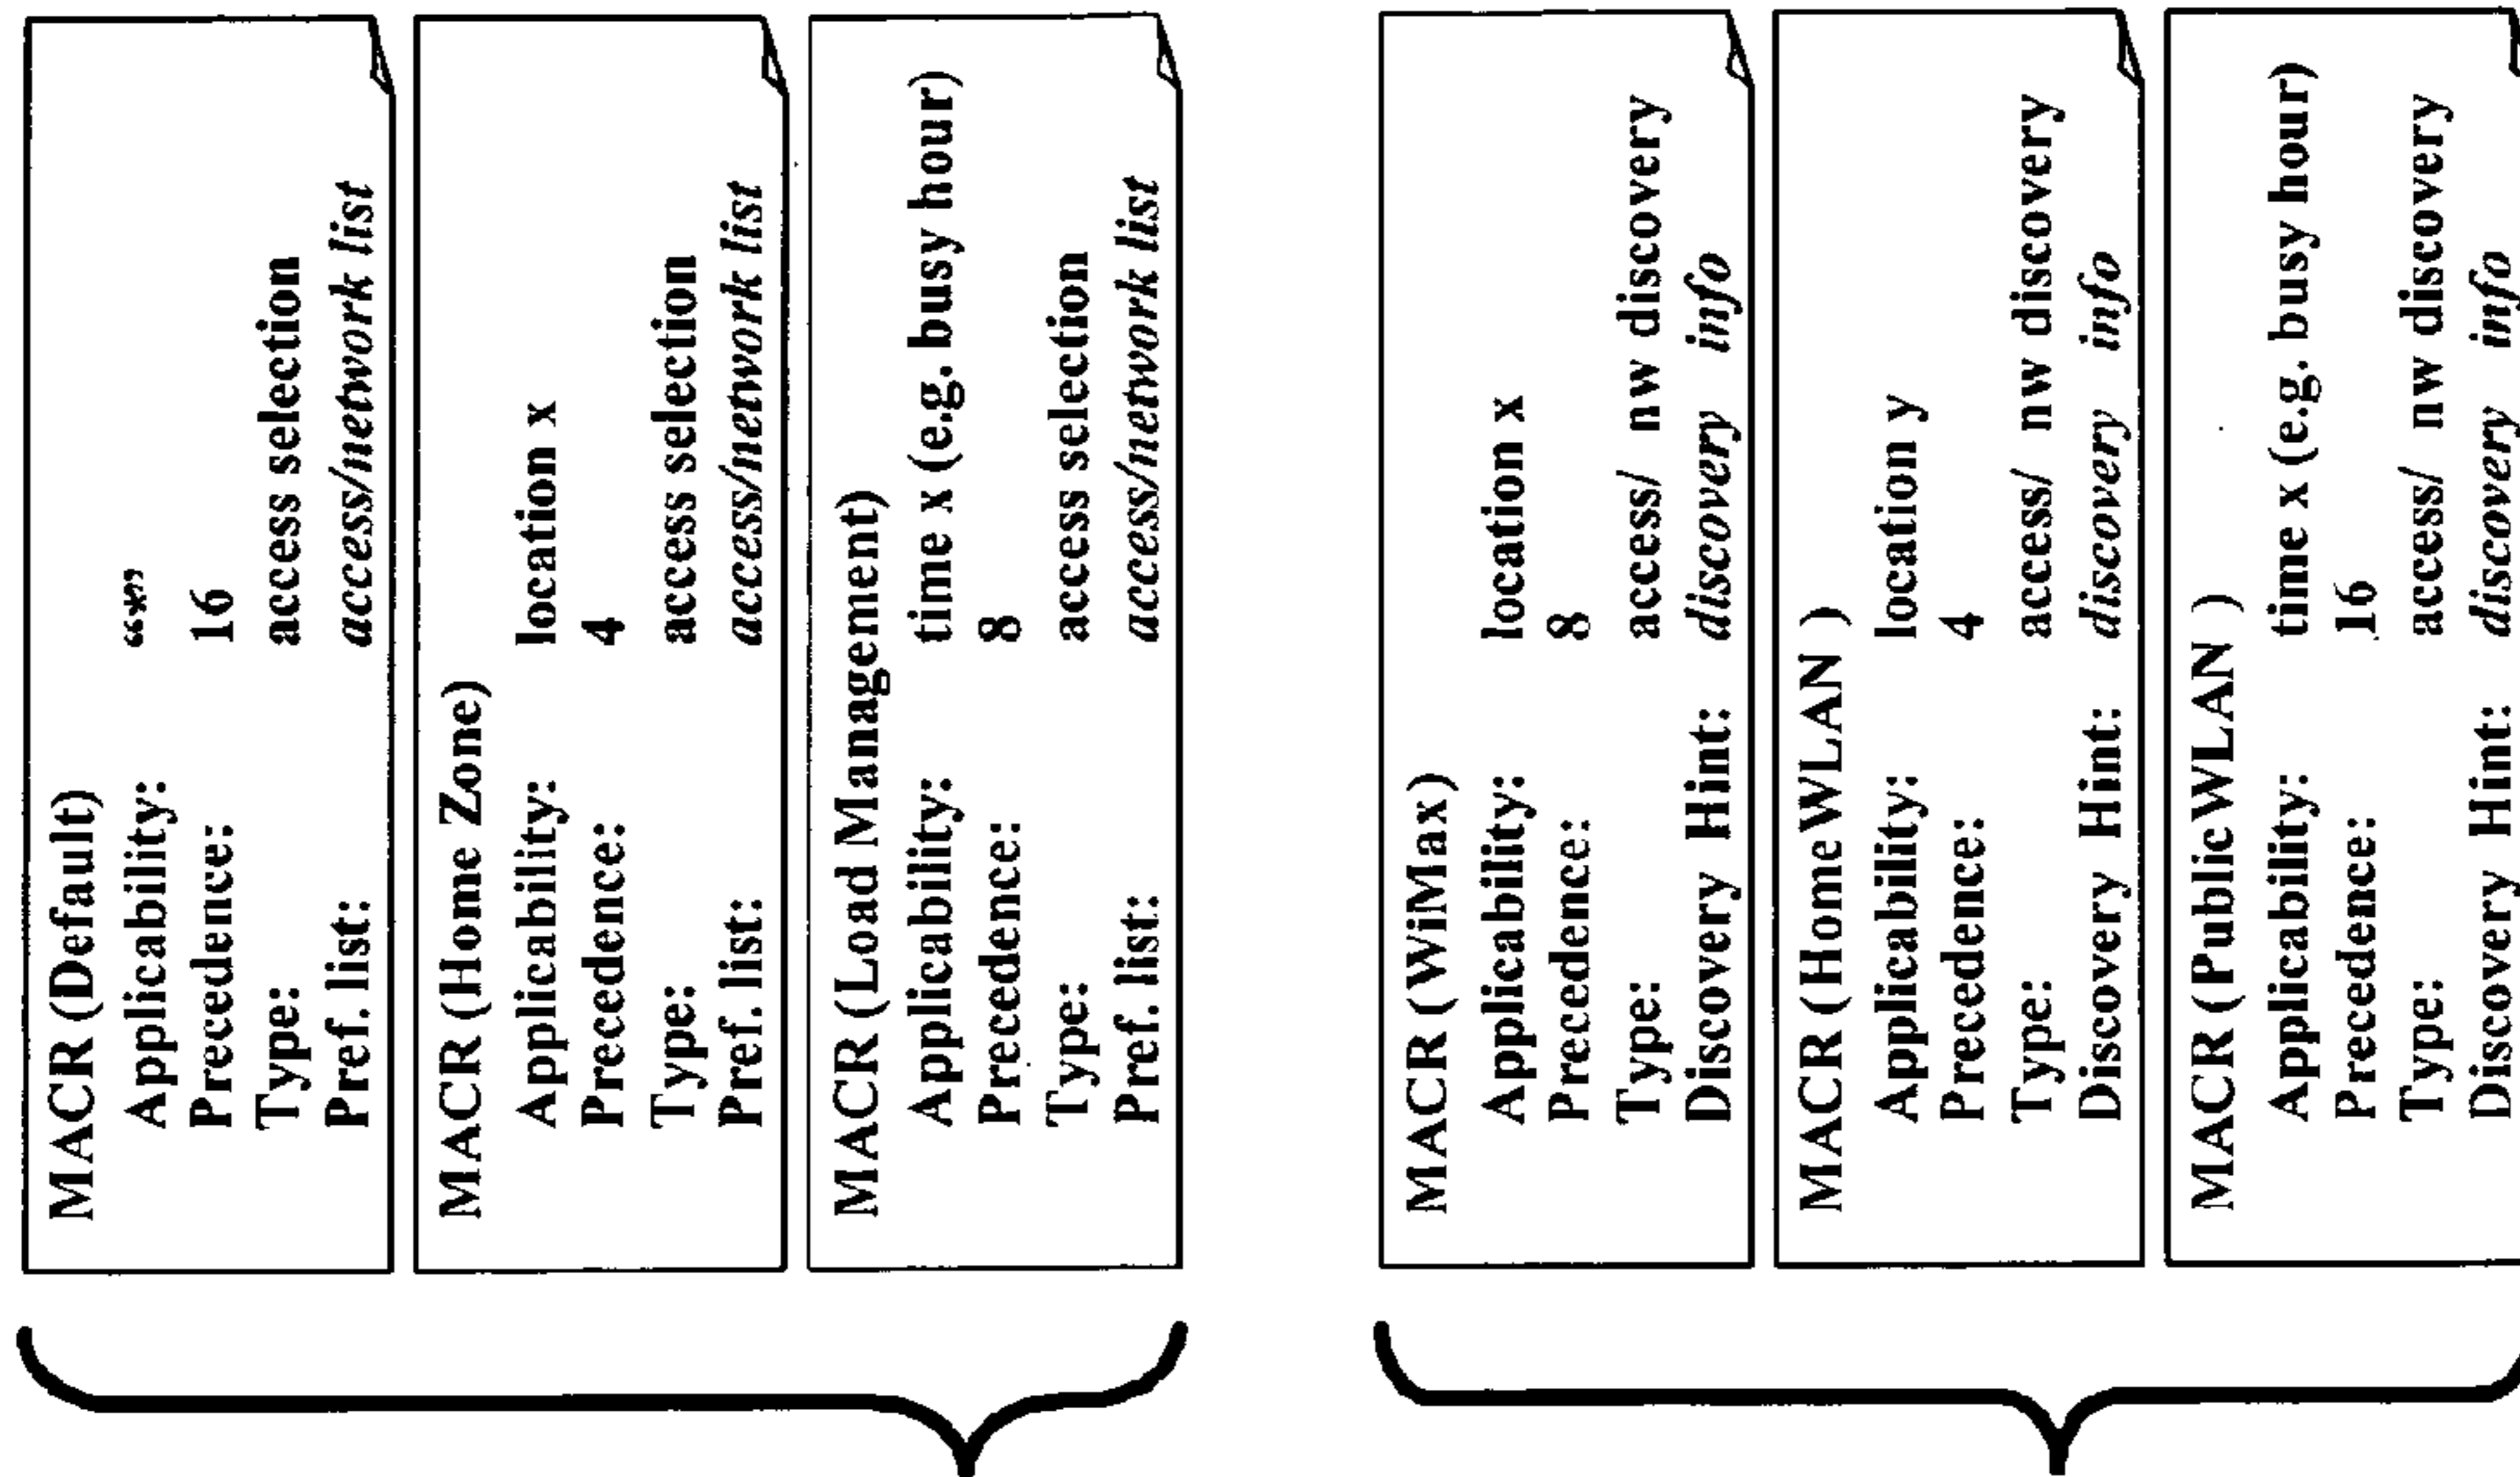 MACR (Default)
Applicability: “*”
Precedence: 16
Type: access selection
Pref. list: access/network list
MACR (Home Zone)
Applicability: location x
Precedence: 4
Type: access selection
Pref. list: access/network list
MACR (Load Management)
Applicability: time x (e.g. busy hour)
Precedence: 8
Type: access selection
Pref. list: access/network list
MACR (WiMax)
Applicability: location x
Precedence: 8
Type: access/ nw discovery
Discovery Hint: discovery info
MACR (Home WLAN )
Applicability: location y
Precedence: 4
Type: access/ nw discovery
Discovery Hint: discovery info
MACR (Public WLAN )
Applicability: time x (e.g. busy hour)
Precedence: 16
Type: access/ nw discovery
Discovery Hint: discovery info